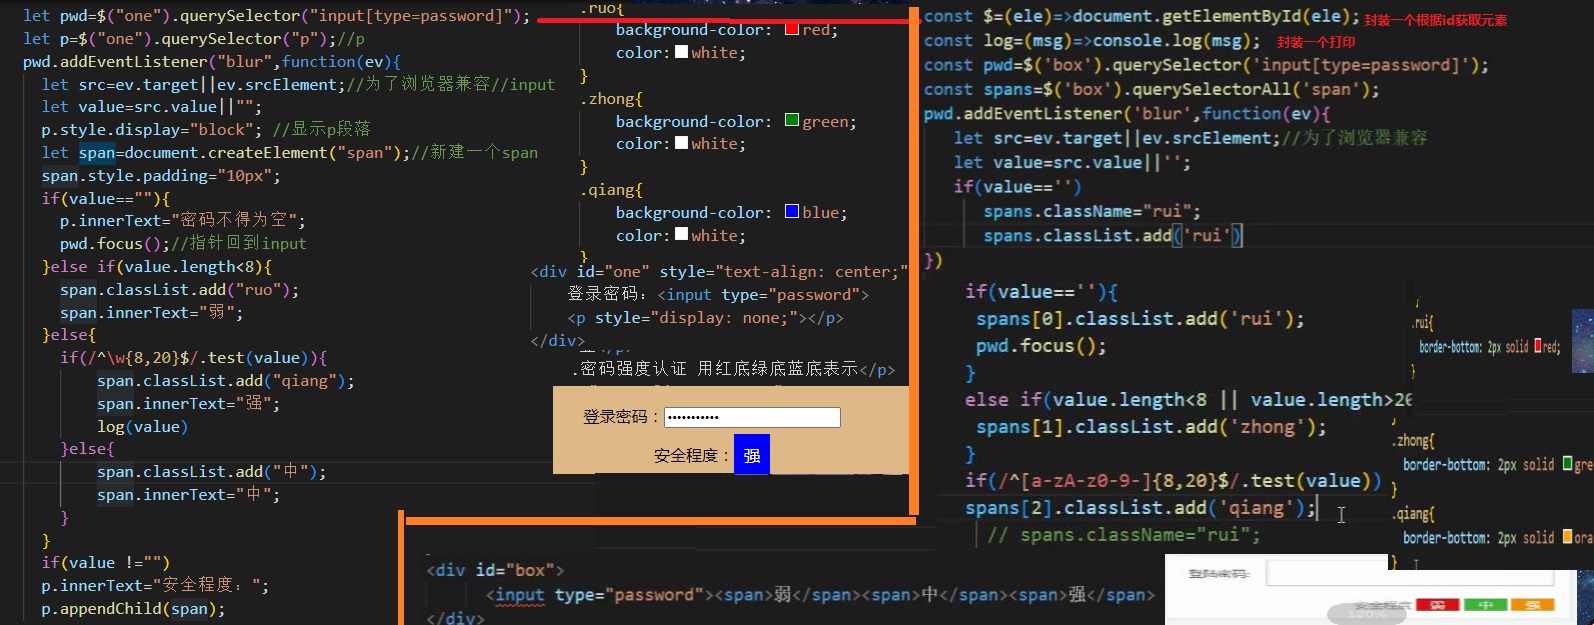 let pwd=$("one").querySelector("input[type=password]");
let p=$("one").querySelector("p");//p
pwd.addEventListener("blur",function(ev){
let src=ev.target||ev.srcElement;//为了浏览器兼容//input
let value=src.value||"";
p.style.display="block"; //显示p段落
let span=document.createElement("span");//新建一个span
span.style.padding="10px";
if(value==""){
p.innerText="密码不得为空";
pwd.focus();//指针回到input
}else if(value.length<8){
span.classList.add("ruo");
span.innerText="弱";
}else{
if(/^\w{8,20}$/.test(value)){
span.classList.add("qiang");
span.innerText="强";
log(value)
}else{
span.classList.add("中");
span.innerText="中";
}
}
if(value !="")
p.innerText="安全程度：";
p.appendChild(span);
.ruo{
background-color: red;
color: white;
}
.zhong{
background-color: green;
color: white;
}
.qiang{
background-color: blue;
color: white;
}
<div id="one" style="text-align: center;"
登录密码：<input type="password">
<p style="display: none;"></p>
</div>
.密码强度认证 用红底绿底蓝底表示</p>
登录密码：•••••••••••
安全程度： 强
const $=(ele)=>document.getElementById(ele); 封装一个根据id获取元素
const log=(msg)=>console.log(msg); 封装一个打印
const pwd=$('box').querySelector('input[type=password]');
const spans=$('box').querySelectorAll('span');
pwd.addEventListener('blur',function(ev){
let src=ev.target||ev.srcElement;//为了浏览器兼容
let value=src.value||'';
if(value=='')
spans.className="rui";
spans.classList.add('rui')
})
if(value==''){
spans[0].classList.add('rui');
pwd.focus();
}
else if(value.length<8 || value.length>20
spans[1].classList.add('zhong');
}
if(/^[a-zA-z0-9-]{8,20}$/.test(value))
spans[2].classList.add('qiang');
// spans.className="rui";
.rui{
border-bottom: 2px solid red;
}
.zhong{
border-bottom: 2px solid gre
}
.qiang{
border-bottom: 2px solid ora
}
<div id="box">
<input type="password"><span>弱</span><span>中</span><span>强</span>
</div>
登陆密码:
安全程度 弱 中 强
120%